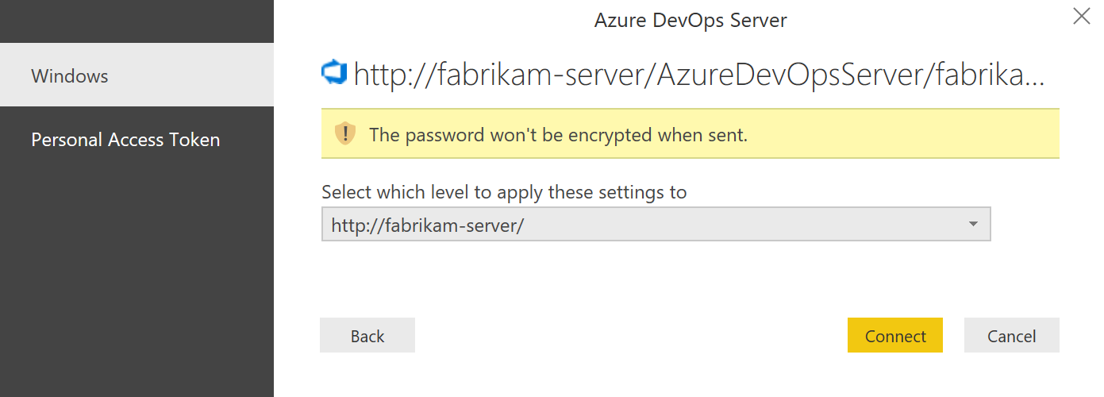 Azure DevOps Server
Windows
Personal Access Token
http://fabrikam-server/AzureDevOpsServer/fabrika...
The password won't be encrypted when sent.
Select which level to apply these settings to
http://fabrikam-server/
Back
Connect
Cancel